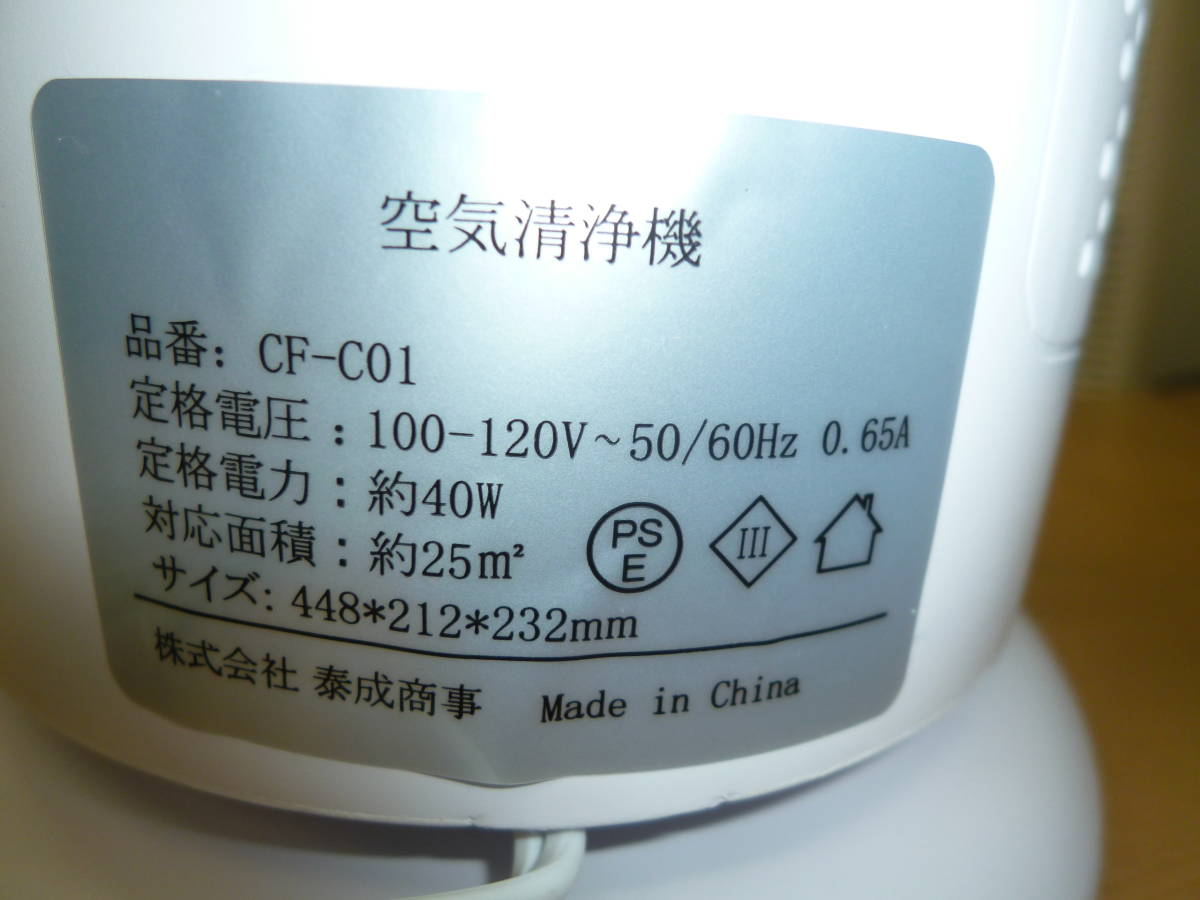 空気清浄機
品番: CF-C01
定格電圧: 100-120V~50/60Hz 0.65A
定格電力: 約40W
対応面積: 約25㎡
PS
E
III
サイズ: 448*212*232mm
株式会社 泰成商事 Made in China